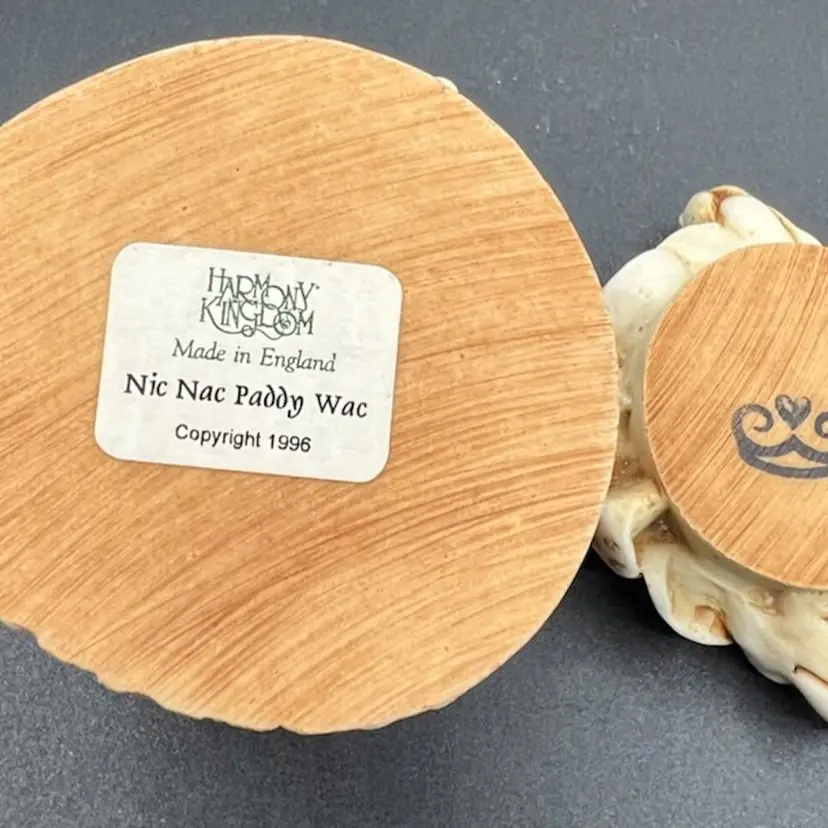 HARMONY
KINGDOM
Made in England
Nic Nac Paddy Wac
Copyright 1996